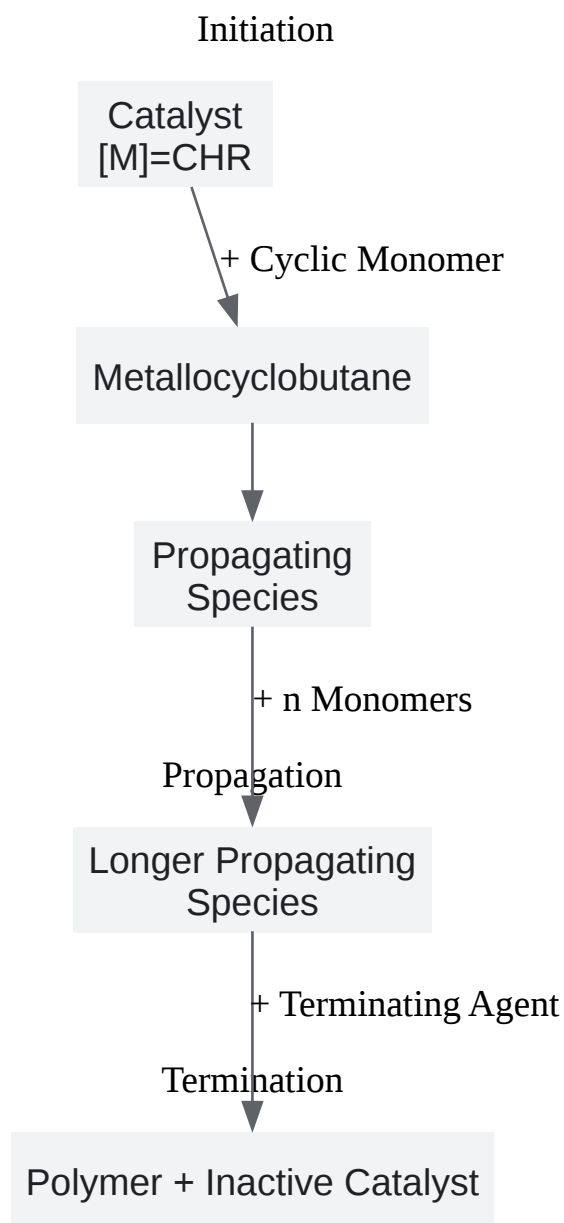 Initiation
Catalyst
[M]=CHR
+ Cyclic Monomer
Metallocyclobutane
Propagating
Species
+ n Monomers
Propagation
Longer Propagating
Species
+ Terminating Agent
Termination
Polymer + Inactive Catalyst